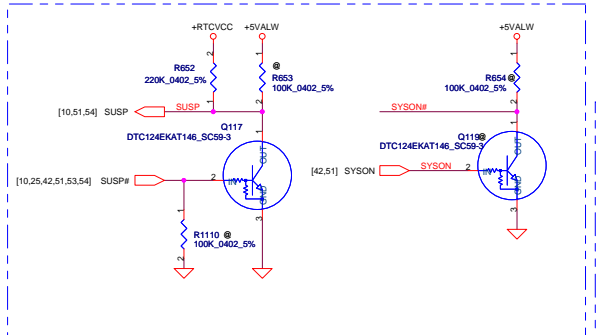 +RTCVCC +5VALW +5VALW
2
R652
220K_0402_5%
1
@
1
R653
100K_0402_5%
2
1
R654 @
100K_0402_5%
2
[10,51,54] SUSP SUSP
SYSON#
Q117
DTC124EKAT146_SC59-3
1
OUT
Q119@
DTC124EKAT146_SC59-3
1
OUT
[10,25,42,51,53,54] SUSP# 2 IN
GND
3
[42,51] SYSON SYSON 2 IN
GND
3
1
R1110 @
100K_0402_5%
2